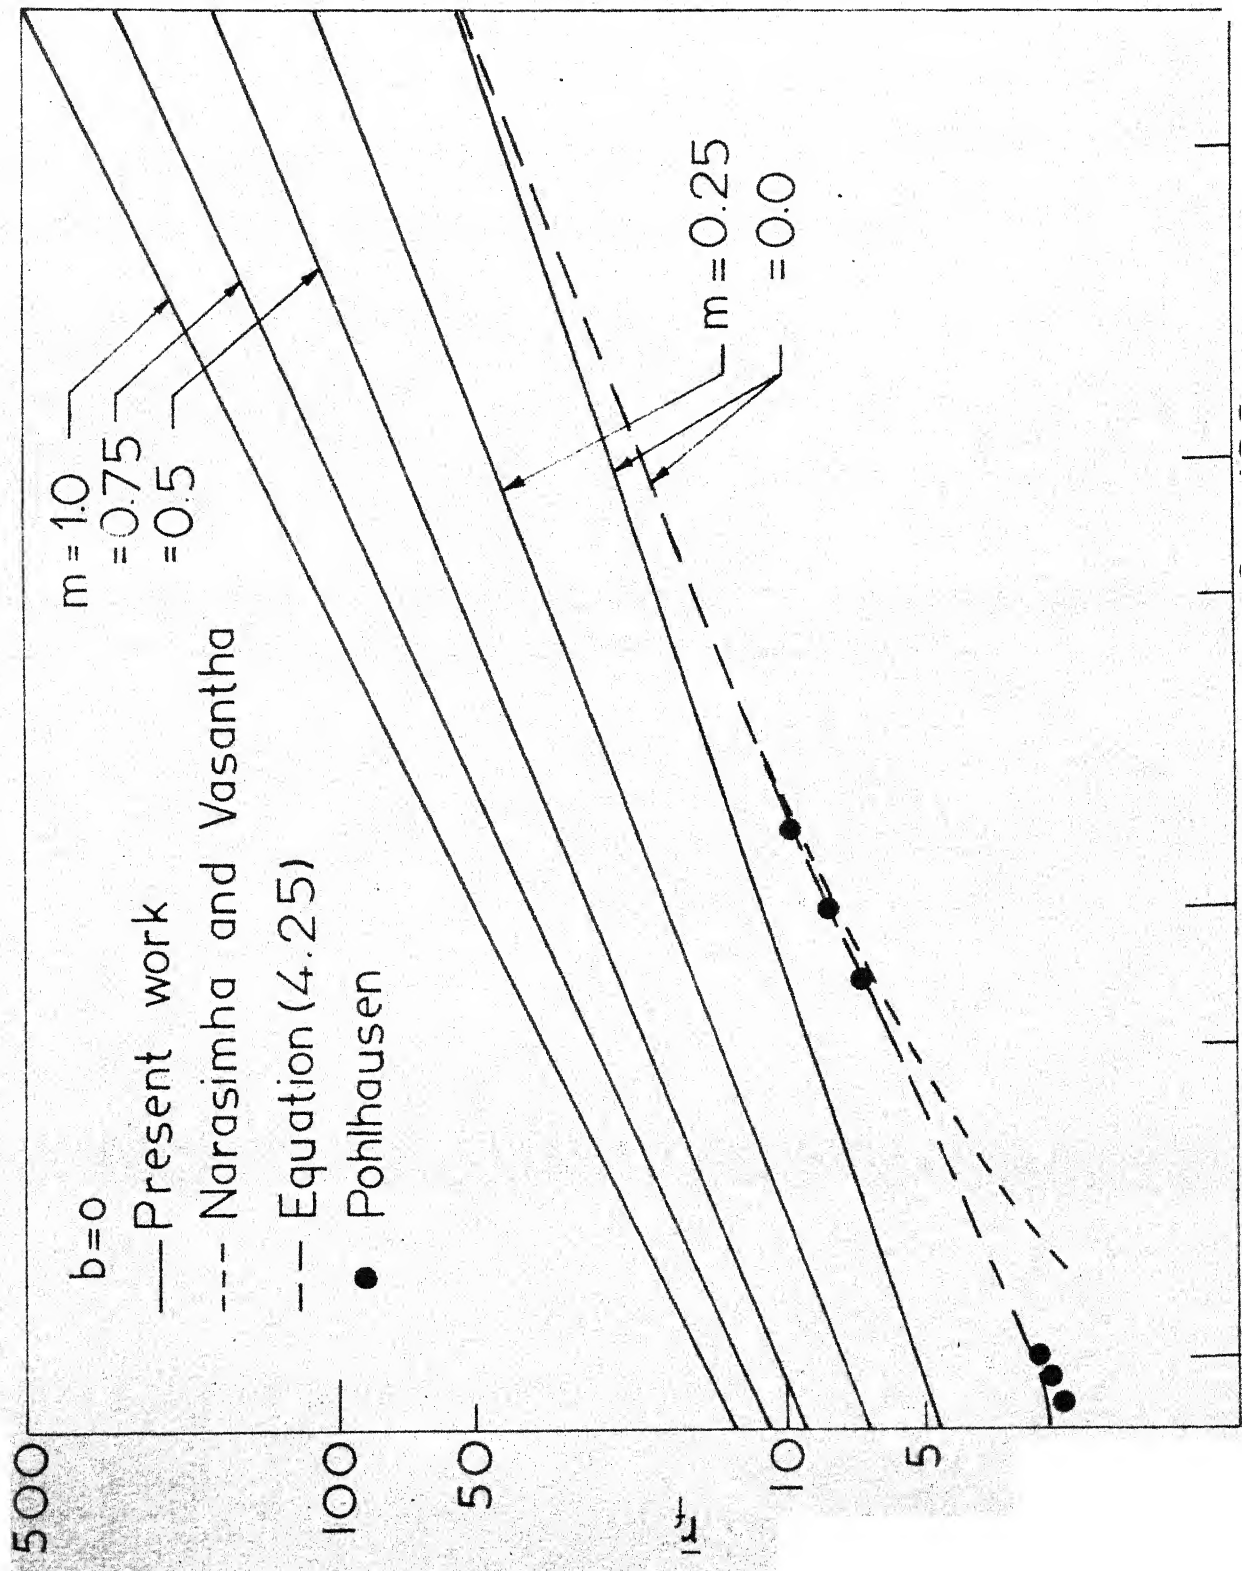 500
100
50
10
5
r̄f
b=0
Present work
Narasimha and Vasantha
Equation (4.25)
Pohlhausen
m = 1.0
= 0.75
= 0.5
m = 0.25
= 0.0